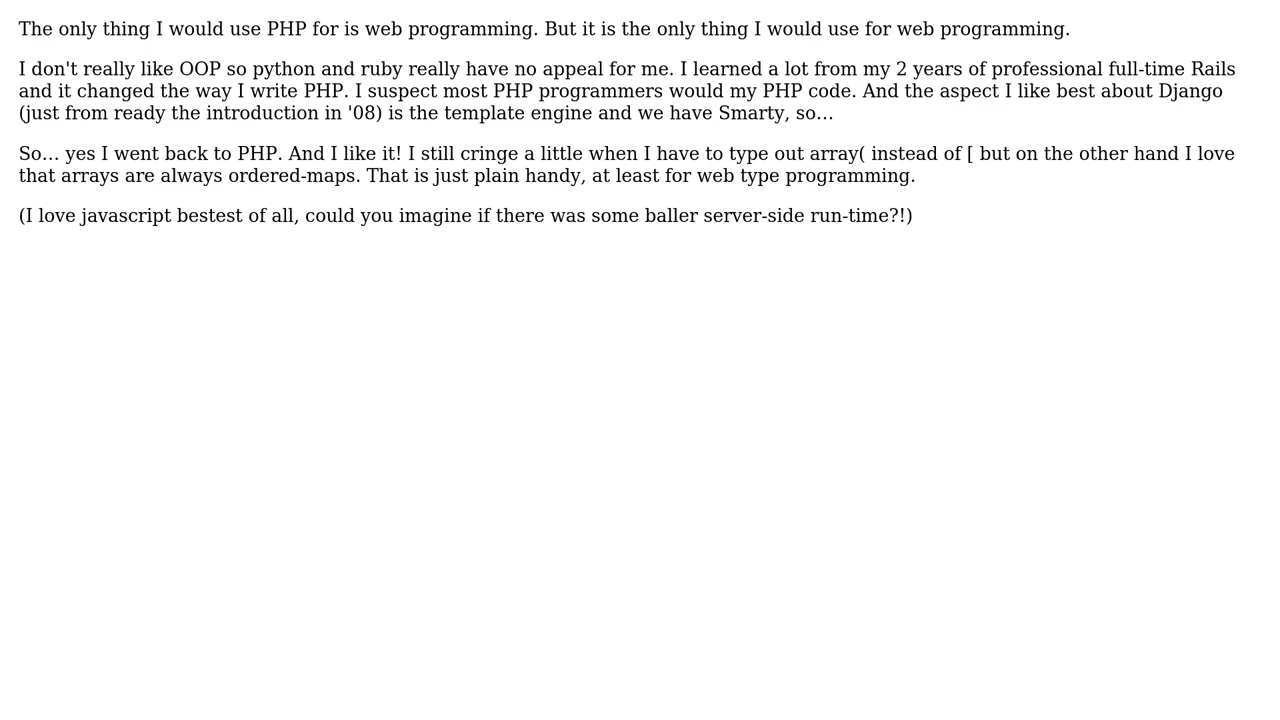 The only thing I would use PHP for is web programming. But it is the only thing I would use for web programming.
I don't really like OOP so python and ruby really have no appeal for me. I learned a lot from my 2 years of professional full-time Rails
and it changed the way I write PHP. I suspect most PHP programmers would my PHP code. And the aspect I like best about Django
(just from ready the introduction in '08) is the template engine and we have Smarty, so…
So… yes I went back to PHP. And I like it! I still cringe a little when I have to type out array( instead of [ but on the other hand I love
that arrays are always ordered-maps. That is just plain handy, at least for web type programming.
(I love javascript bestest of all, could you imagine if there was some baller server-side run-time?!)